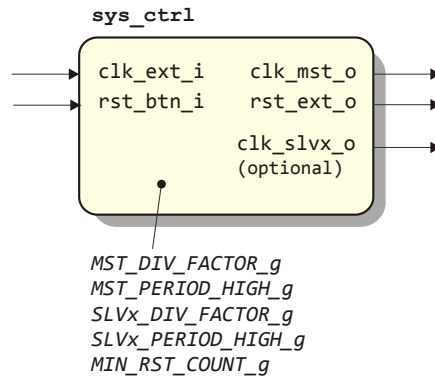 sys_ctrl
clk_ext_i clk_mst_o
rst_btn_i rst_ext_o
clk_slvx_o
(optional)
MST_DIV_FACTOR_g
MST_PERIOD_HIGH_g
SLVx_DIV_FACTOR_g
SLVx_PERIOD_HIGH_g
MIN_RST_COUNT_g